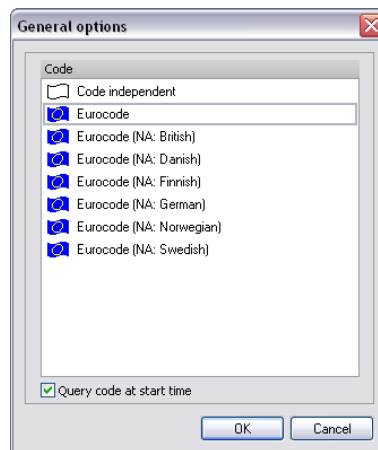 General options
Code
Code independent
Eurocode
Eurocode (NA: British)
Eurocode (NA: Danish)
Eurocode (NA: Finnish)
Eurocode (NA: German)
Eurocode (NA: Norwegian)
Eurocode (NA: Swedish)
Query code at start time
OK Cancel